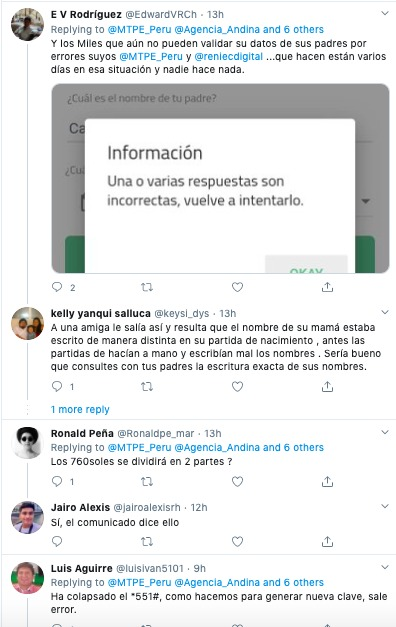 E V Rodríguez @EdwardVRCh · 13h
Replying to @MTPE_Peru @Agencia_Andina and 6 others
Y los Miles que aún no pueden validar su datos de sus padres por
errores suyos @MTPE_Peru y @reniecdigital ...que hacen están varios
días en esa situación y nadie hace nada.
¿Cuál es el nombre de tu padre?
Ca
¿Cuá
Información
Una o varias respuestas son
incorrectas, vuelve a intentarlo.
OKAY
2
kelly yanqui salluca @keysi_dys · 13h
A una amiga le salía así y resulta que el nombre de su mamá estaba
escrito de manera distinta en su partida de nacimiento , antes las
partidas de hacían a mano y escribían mal los nombres . Sería bueno
que consultes con tus padres la escritura exacta de sus nombres.
1
1 more reply
Ronald Peña @Ronaldpe_mar · 13h
Replying to @MTPE_Peru @Agencia_Andina and 6 others
Los 760soles se dividirá en 2 partes ?
1
Jairo Alexis @jairoalexisrh · 12h
Sí, el comunicado dice ello
Luis Aguirre @luisivan5101 · 9h
Replying to @MTPE_Peru @Agencia_Andina and 6 others
Ha colapsado el *551#, como hacemos para generar nueva clave, sale
error.